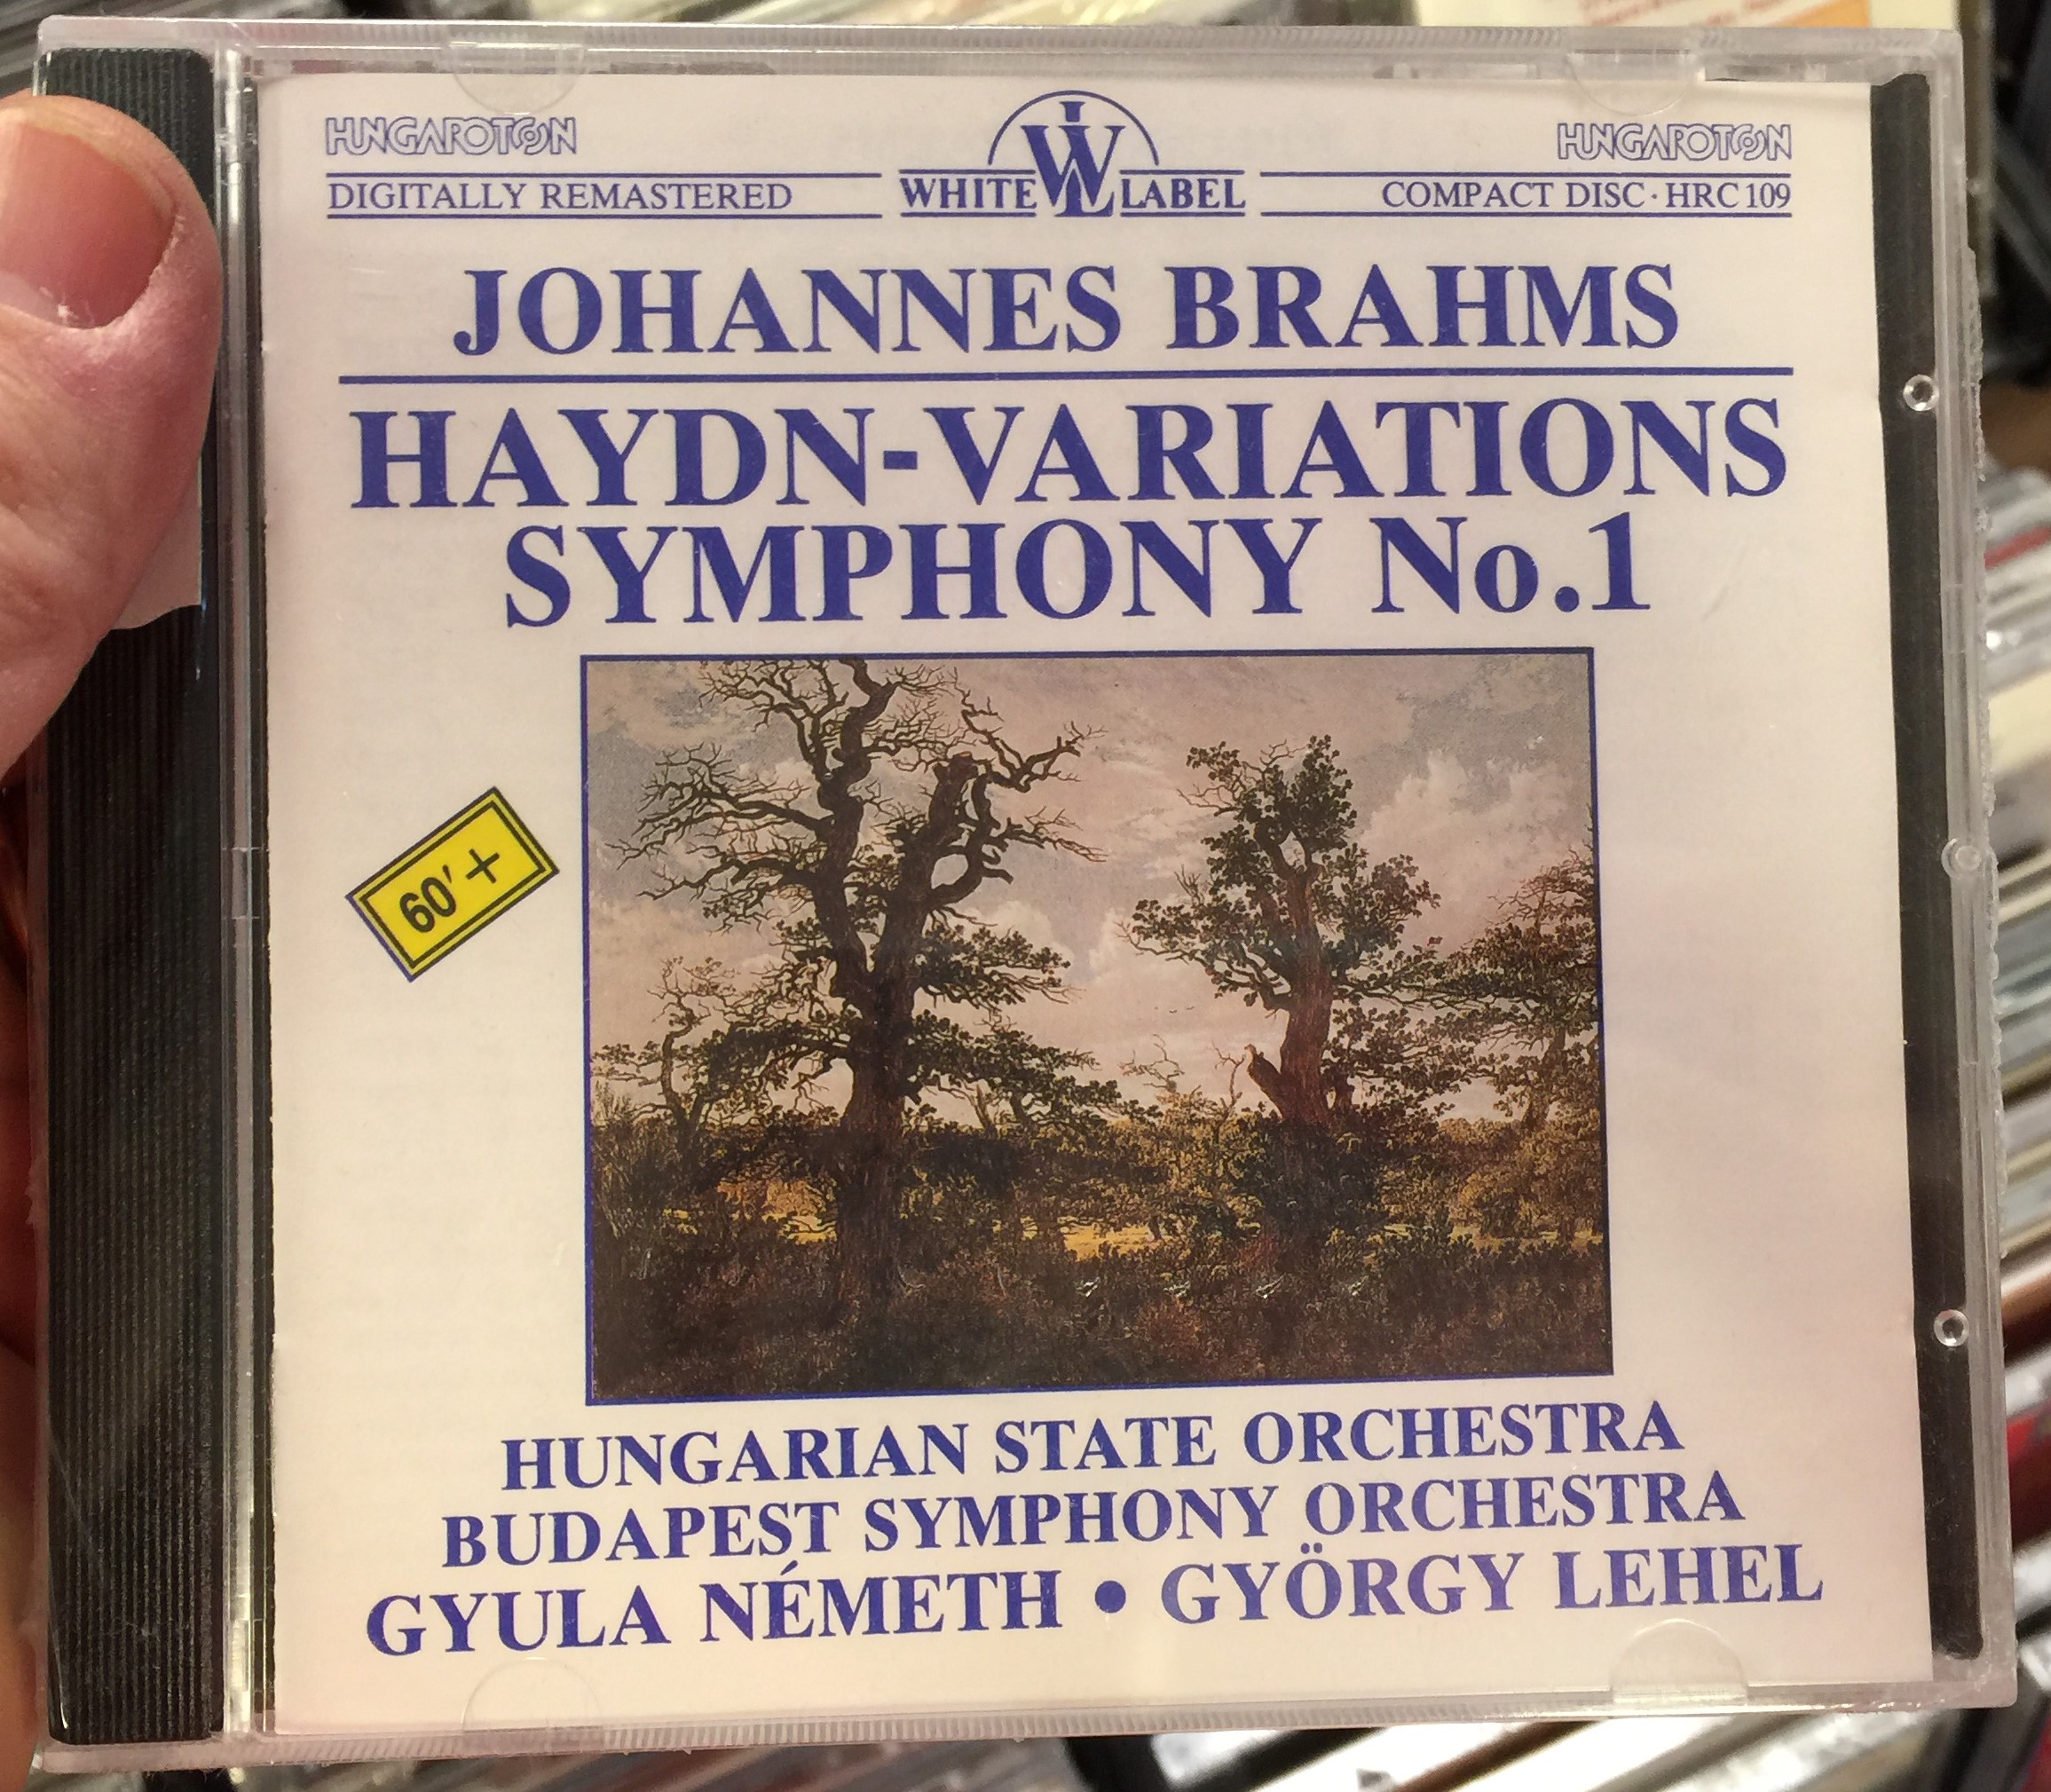 HUNGAROTON
HUNGAROTON
DIGITALLY REMASTERED
WL
WHITE LABEL
COMPACT DISC · HRC 109
JOHANNES BRAHMS
HAYDN-VARIATIONS
SYMPHONY No.1
60'+
HUNGARIAN STATE ORCHESTRA
BUDAPEST SYMPHONY ORCHESTRA
GYULA NÉMETH • GYÖRGY LEHEL